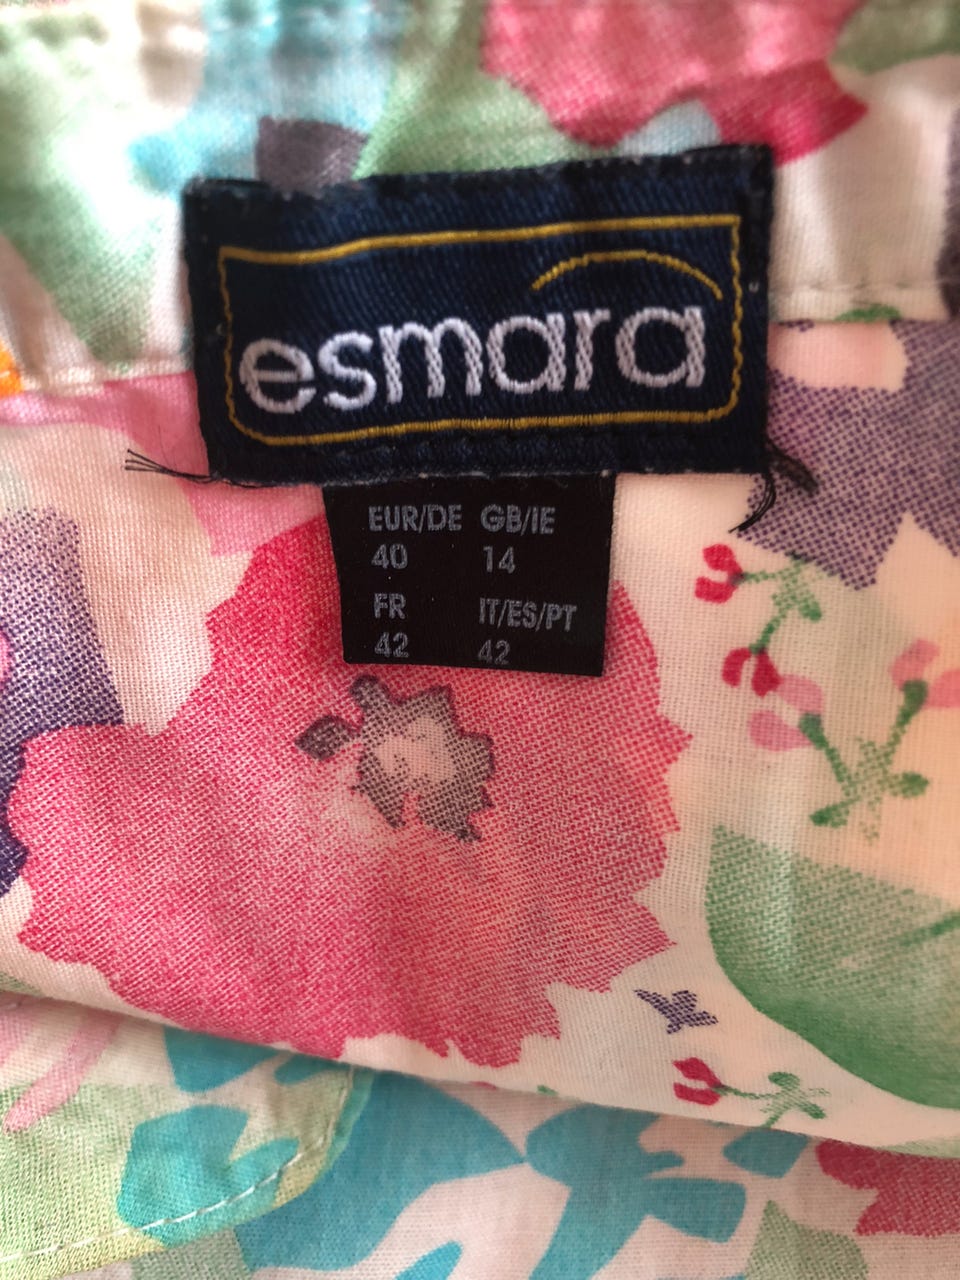 esmara
EUR/DE GB/IE
40 14
FR IT/ES/PT
42 42